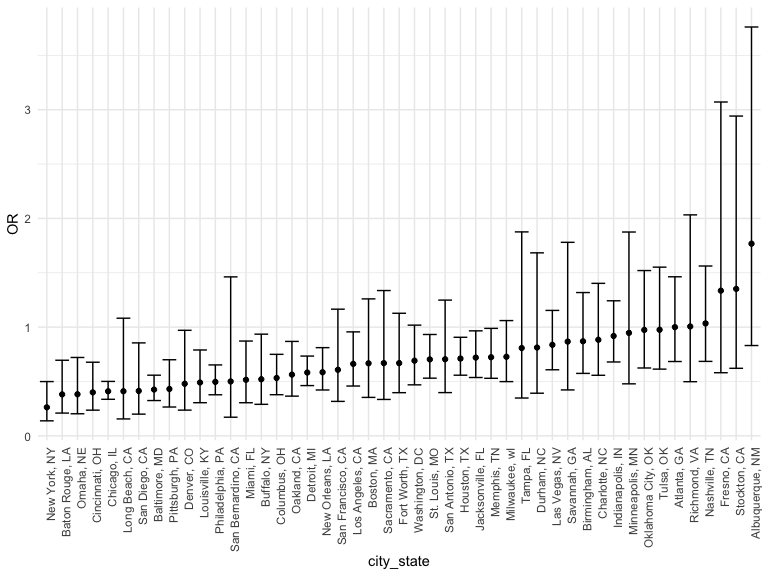 OR
3
2
1
0
New York, NY
Baton Rouge, LA
Omaha, NE
Cincinnati, OH
Chicago, IL
Long Beach, CA
San Diego, CA
Baltimore, MD
Pittsburgh, PA
Denver, CO
Louisville, KY
Philadelphia, PA
San Bernardino, CA
Miami, FL
Buffalo, NY
Columbus, OH
Oakland, CA
Detroit, MI
New Orleans, LA
San Francisco, CA
Los Angeles, CA
Boston, MA
Sacramento, CA
Fort Worth, TX
Washington, DC
St. Louis, MO
San Antonio, TX
Houston, TX
Jacksonville, FL
Memphis, TN
Milwaukee, wI
Tampa, FL
Durham, NC
Las Vegas, NV
Savannah, GA
Birmingham, AL
Charlotte, NC
Indianapolis, IN
Minneapolis, MN
Oklahoma City, OK
Tulsa, OK
Atlanta, GA
Richmond, VA
Nashville, TN
Fresno, CA
Stockton, CA
Albuquerque, NM
city_state